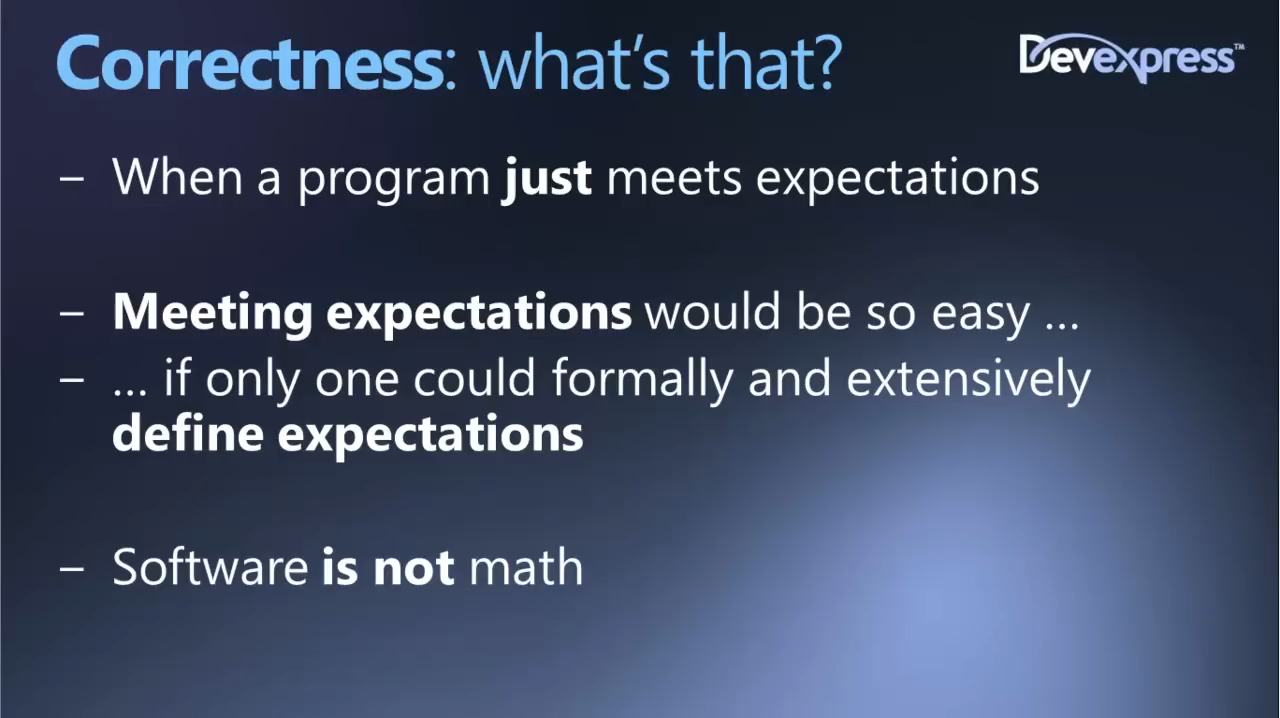 Correctness: what's that?
Devexpress™
– When a program just meets expectations
– Meeting expectations would be so easy …
– … if only one could formally and extensively
define expectations
– Software is not math